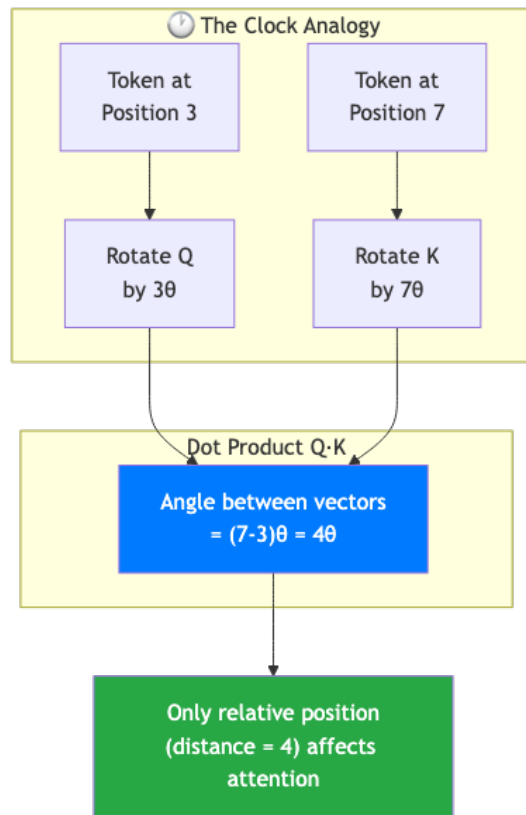 🕐 The Clock Analogy
Token at
Position 3
Token at
Position 7
Rotate Q
by 3θ
Rotate K
by 7θ
Dot Product Q·K
Angle between vectors
= (7-3)θ = 4θ
Only relative position
(distance = 4) affects
attention